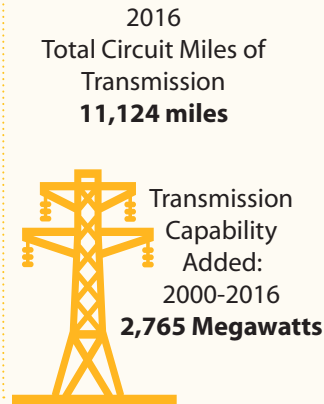 2016
Total Circuit Miles of
Transmission
11,124 miles
Transmission
Capability
Added:
2000-2016
2,765 Megawatts